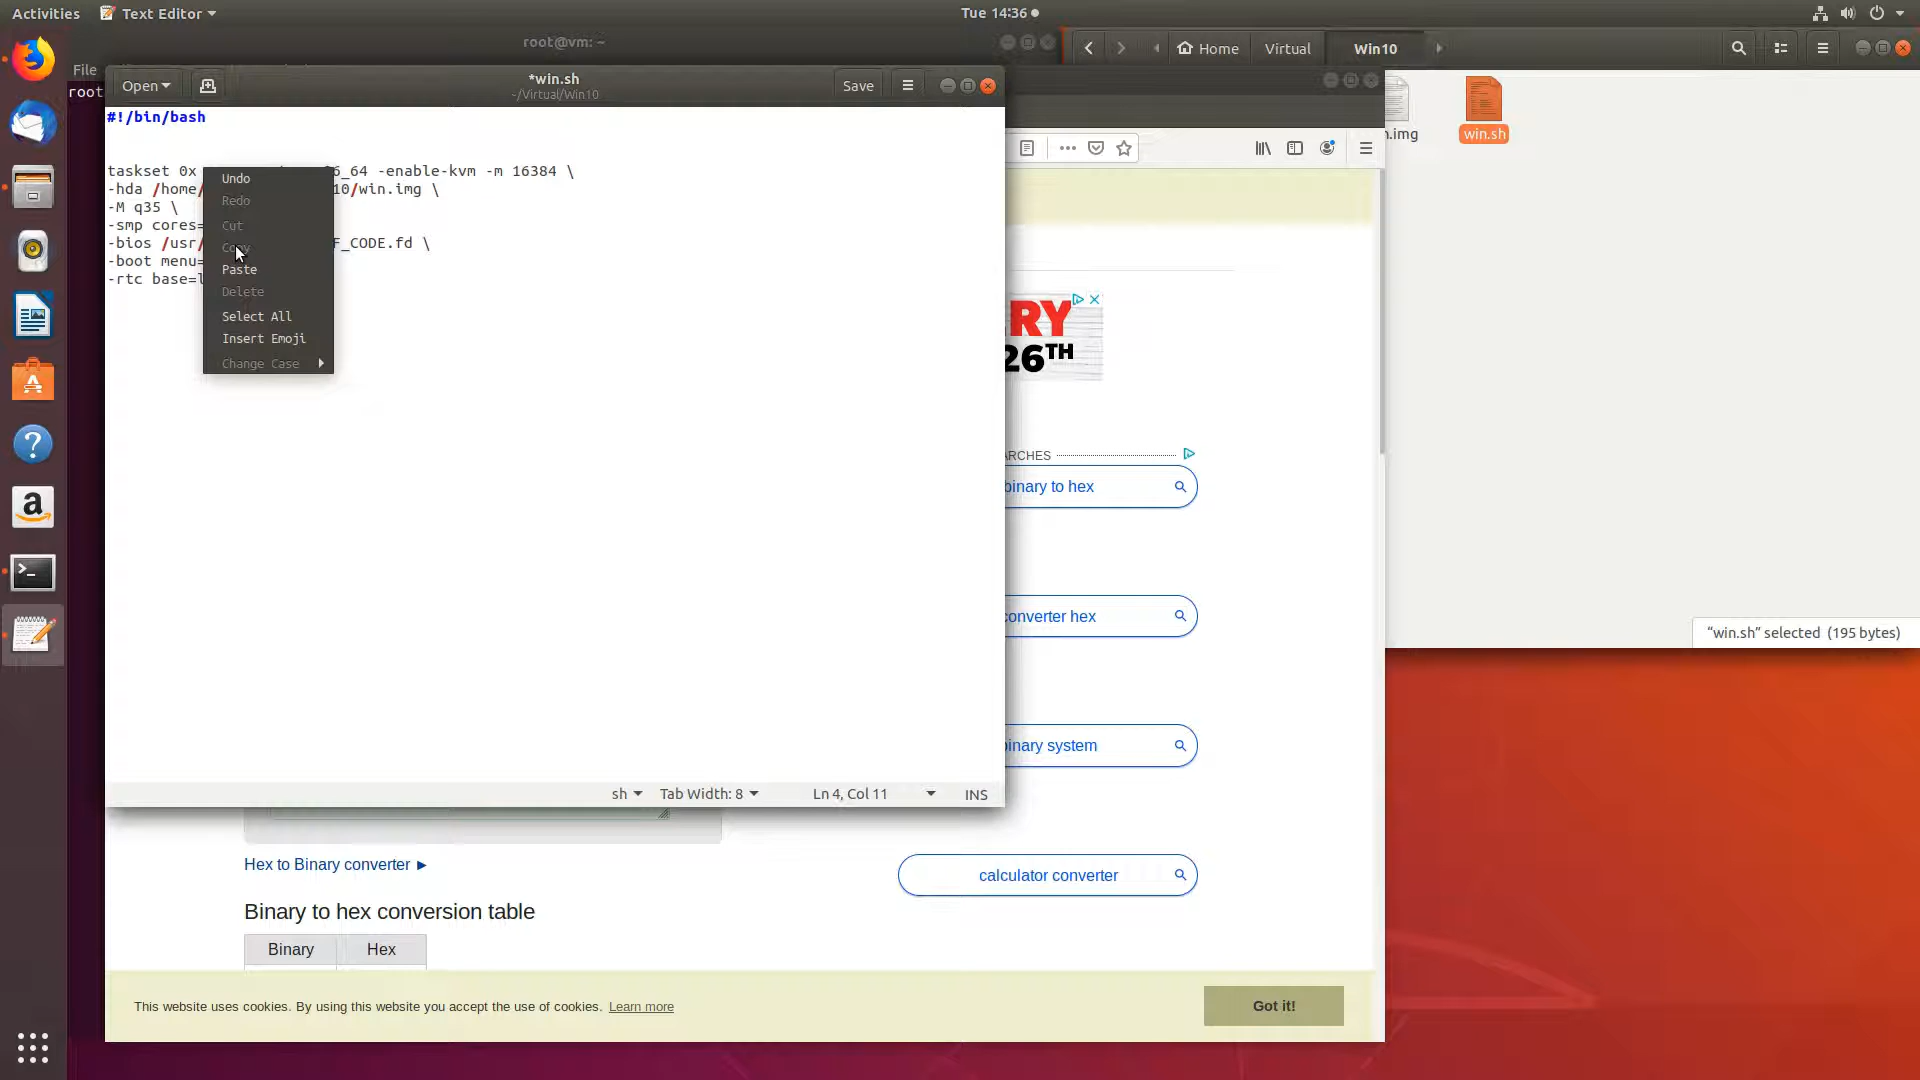 Activities
Text Editor
Tue 14:36
root@vm: ~
Home
Virtual
Win10
File
root
Open
*win.sh
~/Virtual/Win10
Save
#!/bin/bash
taskset 0x
6_64 -enable-kvm -m 16384 \
-hda /home/
10/win.img \
-M q35 \
-smp cores=
-bios /usr/
F_CODE.fd \
-boot menu=
-rtc base=l
Undo
Redo
Cut
Copy
Paste
Delete
Select All
Insert Emoji
Change Case
n.img
win.sh
RY
26TH
ARCHES
binary to hex
converter hex
binary system
calculator converter
"win.sh" selected (195 bytes)
sh
Tab Width: 8
Ln 4, Col 11
INS
Hex to Binary converter ►
Binary to hex conversion table
Binary
Hex
This website uses cookies. By using this website you accept the use of cookies. Learn more
Got it!